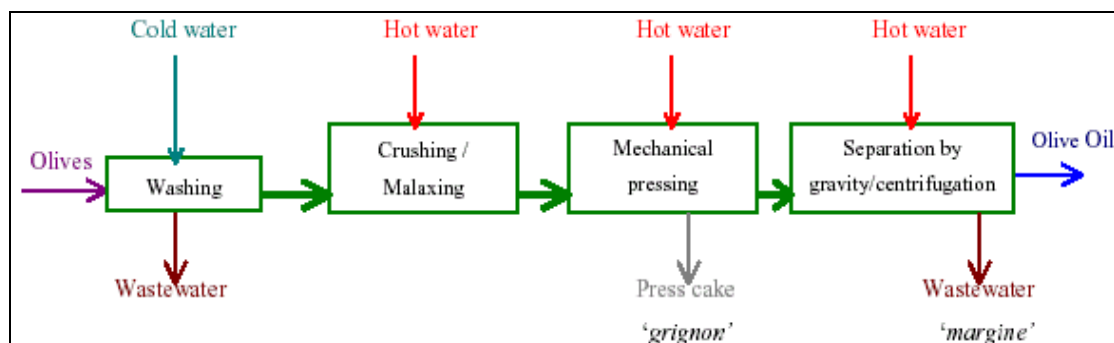 Cold water
Hot water
Hot water
Hot water
Olives
Washing
Crushing /
Malaxing
Mechanical
pressing
Separation by
gravity/centrifugation
Olive Oil
Wastewater
Press cake
‘grignon’
Wastewater
‘margine’